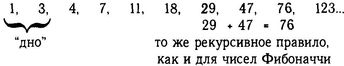 1, 3, 4, 7, 11, 18, 29, 47, 76, 123...
29 + 47 = 76
"дно" то же рекурсивное правило,
как и для чисел Фибоначчи